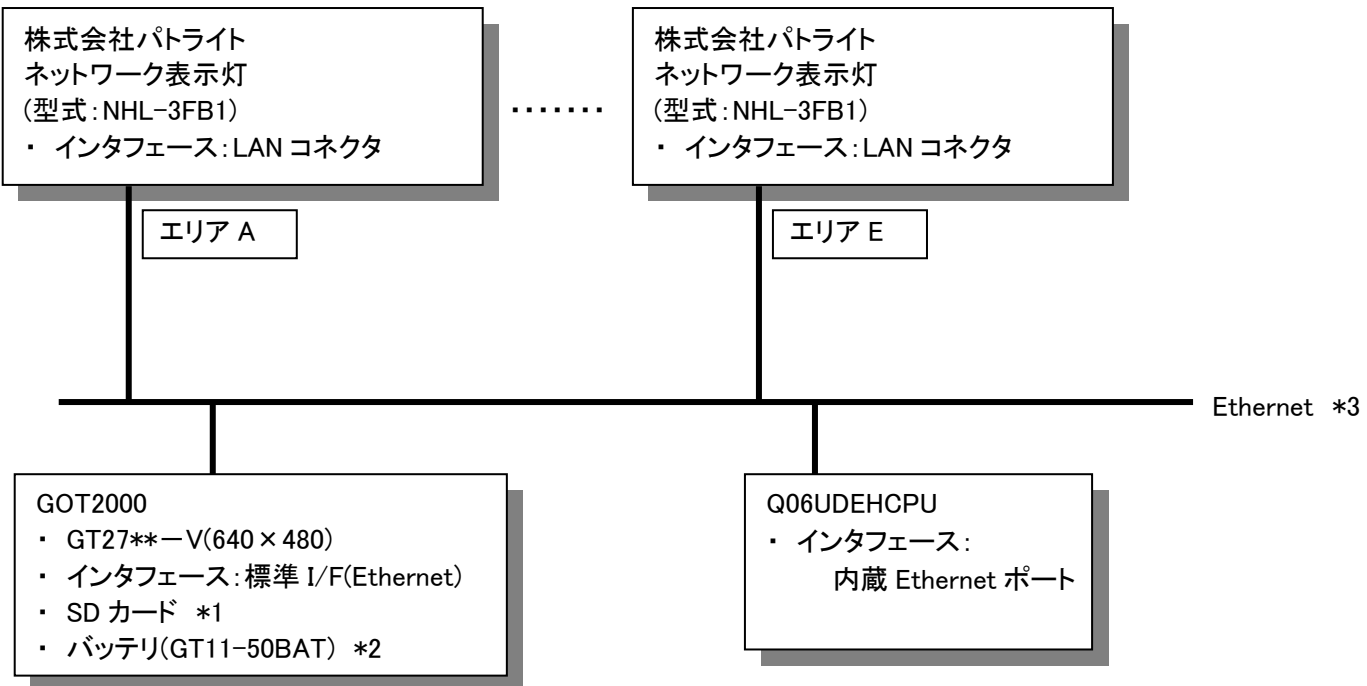 株式会社パトライト
ネットワーク表示灯
(型式:NHL-3FB1)
・ インタフェース:LAN コネクタ
・・・・・・・
株式会社パトライト
ネットワーク表示灯
(型式:NHL-3FB1)
・ インタフェース:LAN コネクタ
エリア A
エリア E
Ethernet *3
GOT2000
・ GT27**-V(640×480)
・ インタフェース:標準 I/F(Ethernet)
・ SD カード *1
・ バッテリ(GT11-50BAT) *2
Q06UDEHCPU
・ インタフェース:
内蔵 Ethernet ポート